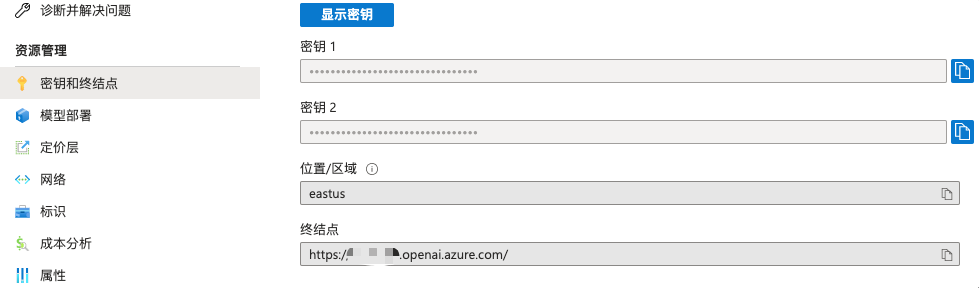 诊断并解决问题
资源管理
密钥和终结点
模型部署
定价层
网络
标识
成本分析
属性
显示密钥
密钥 1
••••••••••••••••••••••••••••••••
密钥 2
••••••••••••••••••••••••••••••••
位置/区域
eastus
终结点
https:/ .openai.azure.com/